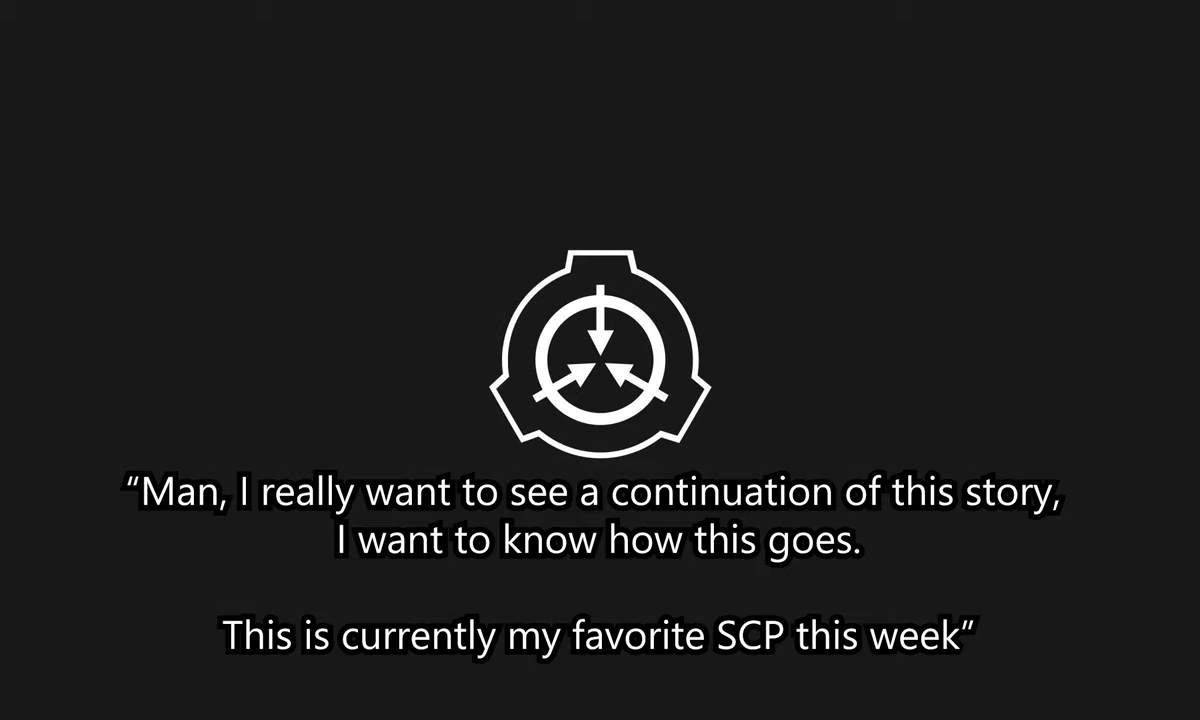 “Man, I really want to see a continuation of this story,
I want to know how this goes.
This is currently my favorite SCP this week”